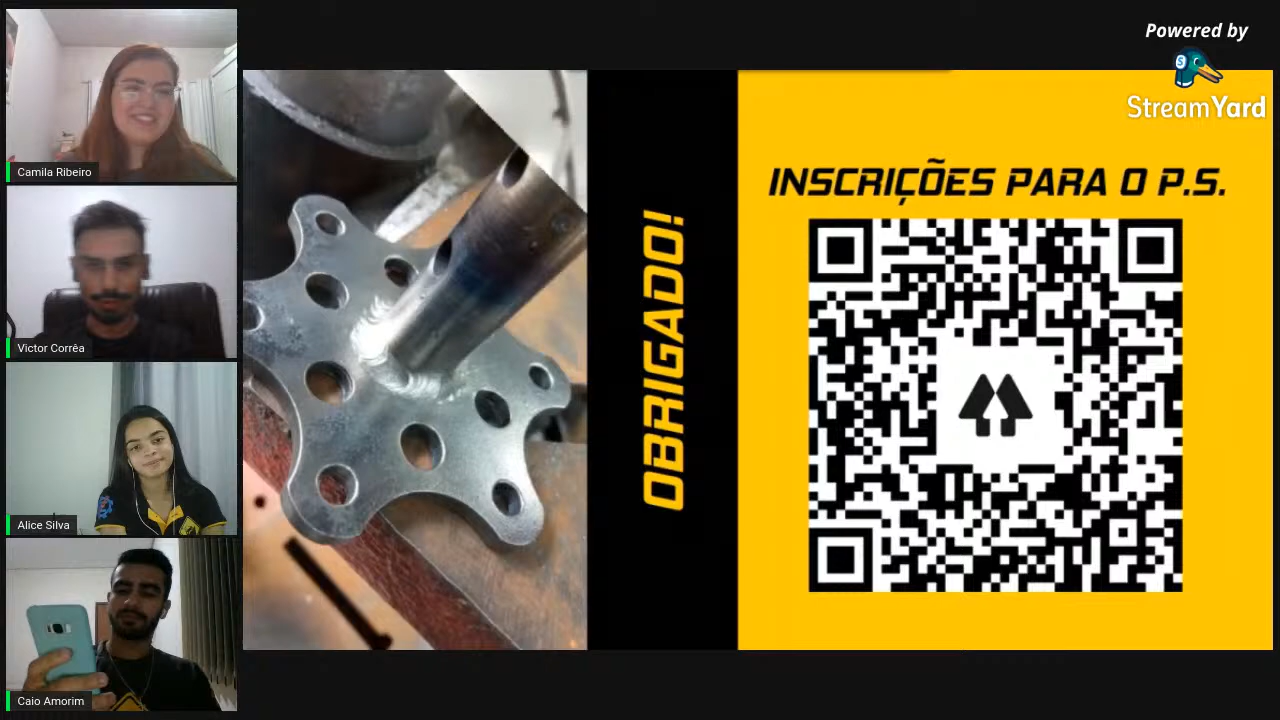 Camila Ribeiro
Victor Corrêa
Alice Silva
Caio Amorim
OBRIGADO!
INSCRIÇÕES PARA O P.S.
Powered by
StreamYard